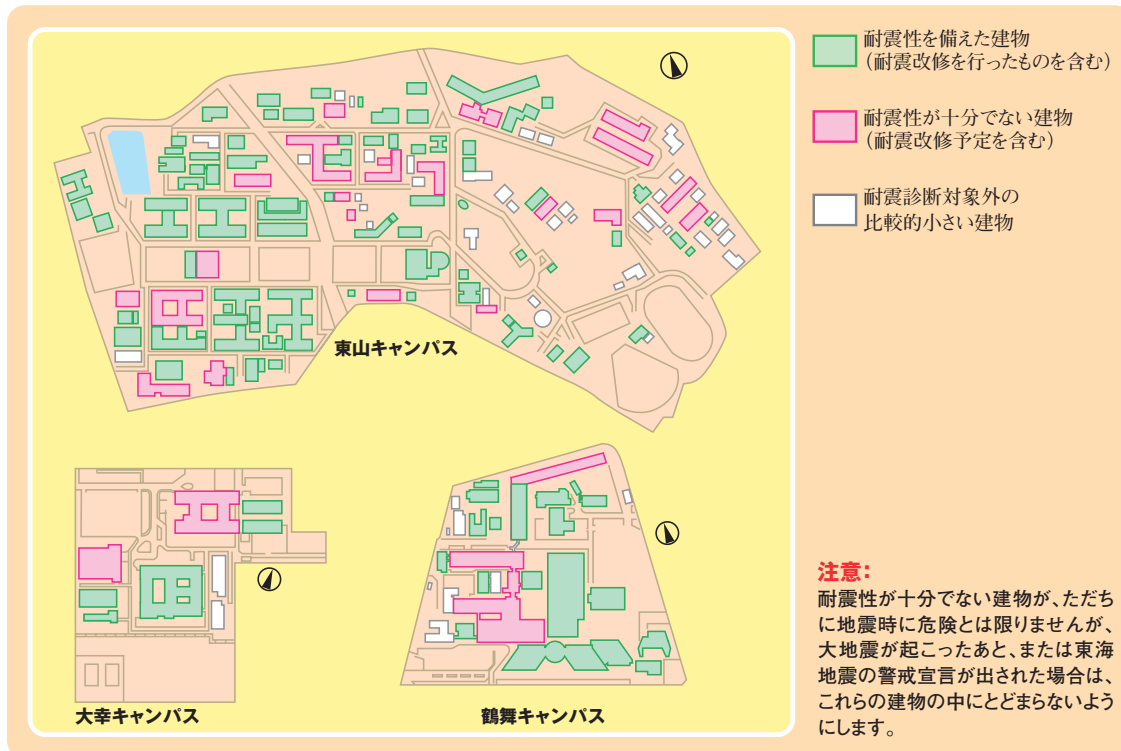 耐震性を備えた建物
（耐震改修を行ったものを含む）
耐震性が十分でない建物
（耐震改修予定を含む）
耐震診断対象外の
比較的小さい建物
東山キャンパス
大幸キャンパス
鶴舞キャンパス
注意：
耐震性が十分でない建物が、ただち
に地震時に危険とは限りませんが、
大地震が起こったあと、または東海
地震の警戒宣言が出された場合は、
これらの建物の中にとどまらないよう
にします。